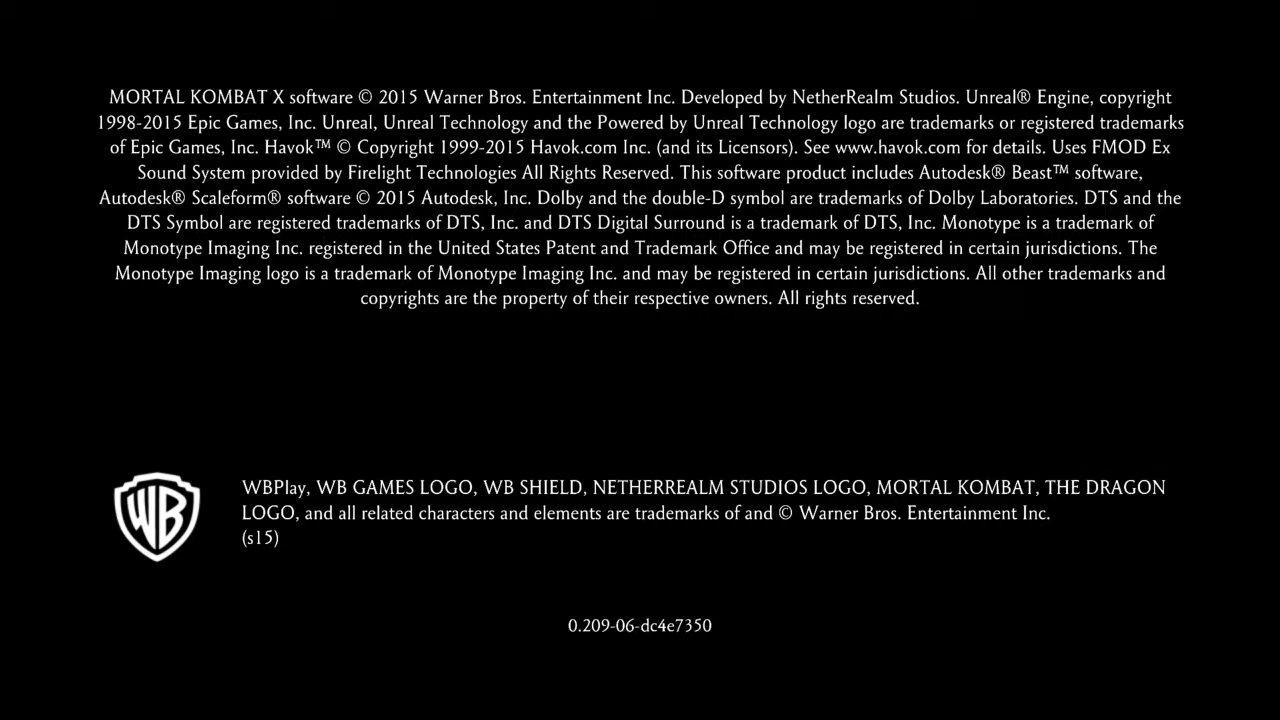 MORTAL KOMBAT X software © 2015 Warner Bros. Entertainment Inc. Developed by NetherRealm Studios. Unreal® Engine, copyright
1998-2015 Epic Games, Inc. Unreal, Unreal Technology and the Powered by Unreal Technology logo are trademarks or registered trademarks
of Epic Games, Inc. Havok™ © Copyright 1999-2015 Havok.com Inc. (and its Licensors). See www.havok.com for details. Uses FMOD Ex
Sound System provided by Firelight Technologies All Rights Reserved. This software product includes Autodesk® Beast™ software,
Autodesk® Scaleform® software © 2015 Autodesk, Inc. Dolby and the double-D symbol are trademarks of Dolby Laboratories. DTS and the
DTS Symbol are registered trademarks of DTS, Inc. and DTS Digital Surround is a trademark of DTS, Inc. Monotype is a trademark of
Monotype Imaging Inc. registered in the United States Patent and Trademark Office and may be registered in certain jurisdictions. The
Monotype Imaging logo is a trademark of Monotype Imaging Inc. and may be registered in certain jurisdictions. All other trademarks and
copyrights are the property of their respective owners. All rights reserved.
WB
WBPlay, WB GAMES LOGO, WB SHIELD, NETHERREALM STUDIOS LOGO, MORTAL KOMBAT, THE DRAGON
LOGO, and all related characters and elements are trademarks of and © Warner Bros. Entertainment Inc.
(s15)
0.209-06-dc4e7350